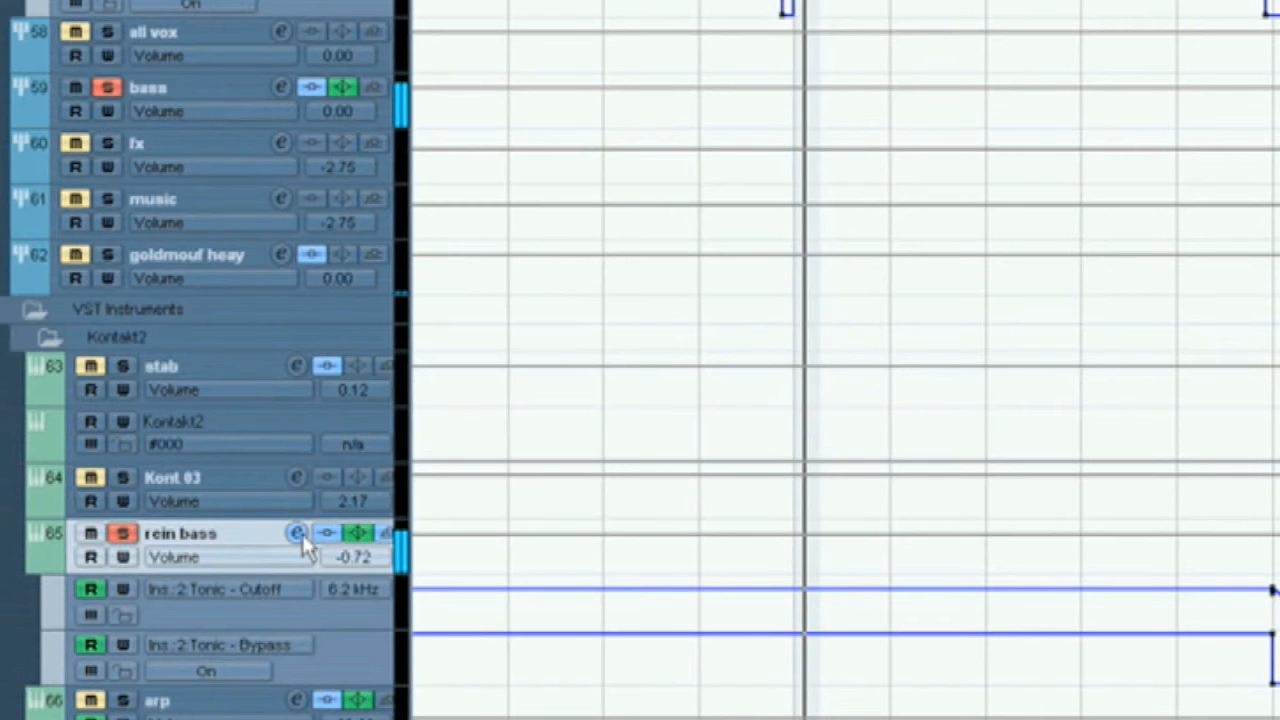 On
58 m S all vox e
R W Volume 0.00
59 m S bass e
R W Volume 0.00
60 m S fx e
R W Volume -2.75
61 m S music e
R W Volume -2.75
62 m S goldmouf heay e
R W Volume 0.00
VST Instruments
Kontakt2
63 m S stab e
R W Volume 0.12
R W Kontakt2
#000 n/a
64 m S Kont 03 e
R W Volume 2.17
65 m S rein bass e
R W Volume -0.72
R W Ins.:2:Tonic - Cutoff 6.2 kHz
R W Ins.:2:Tonic - Bypass
On
66 m S arp e